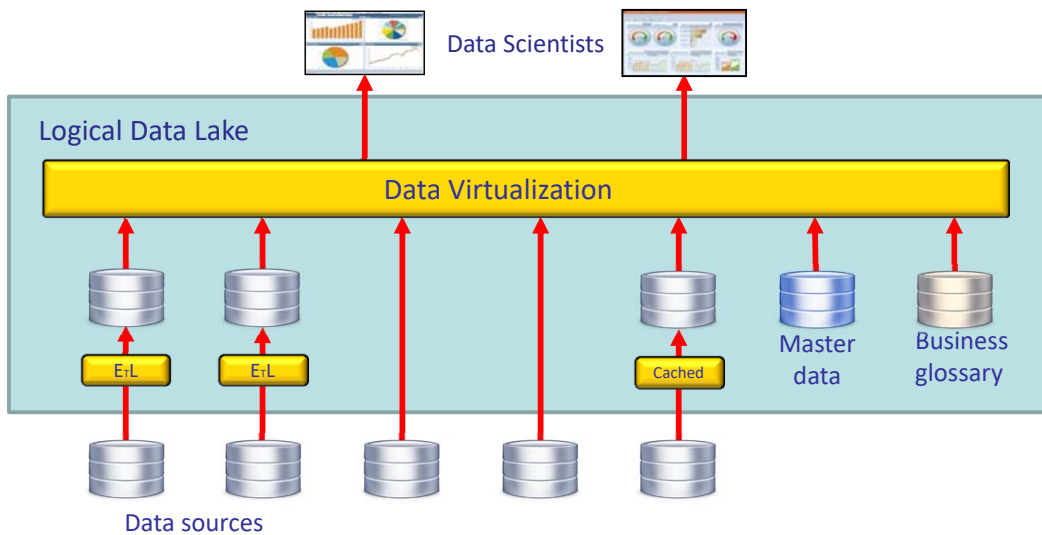 Data Scientists
Logical Data Lake
Data Virtualization
ETL
ETL
Cached
Master
data
Business
glossary
Data sources